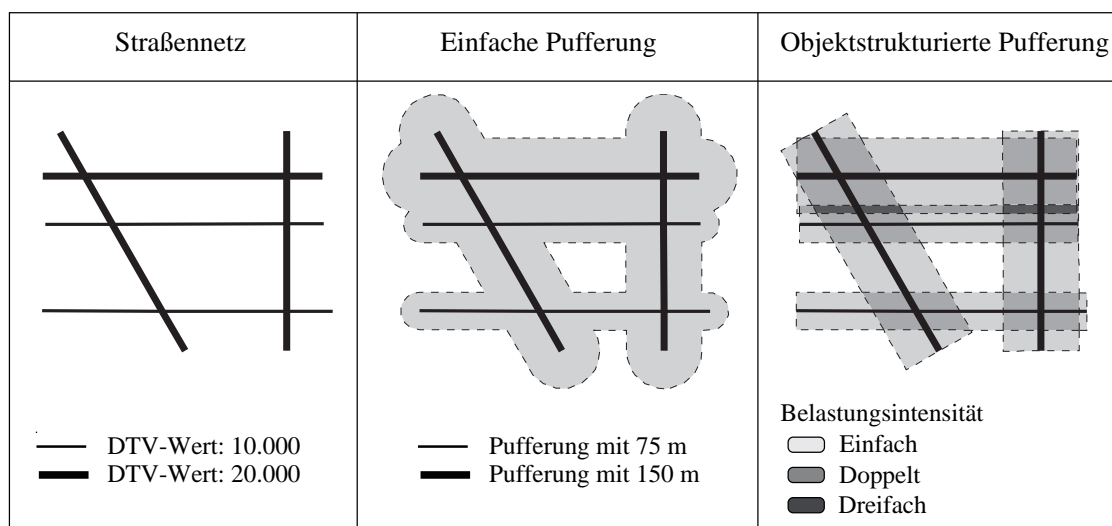 Straßennetz
Einfache Pufferung
Objektstrukturierte Pufferung
DTV-Wert: 10.000
DTV-Wert: 20.000
Pufferung mit 75 m
Pufferung mit 150 m
Belastungsintensität
Einfach
Doppelt
Dreifach